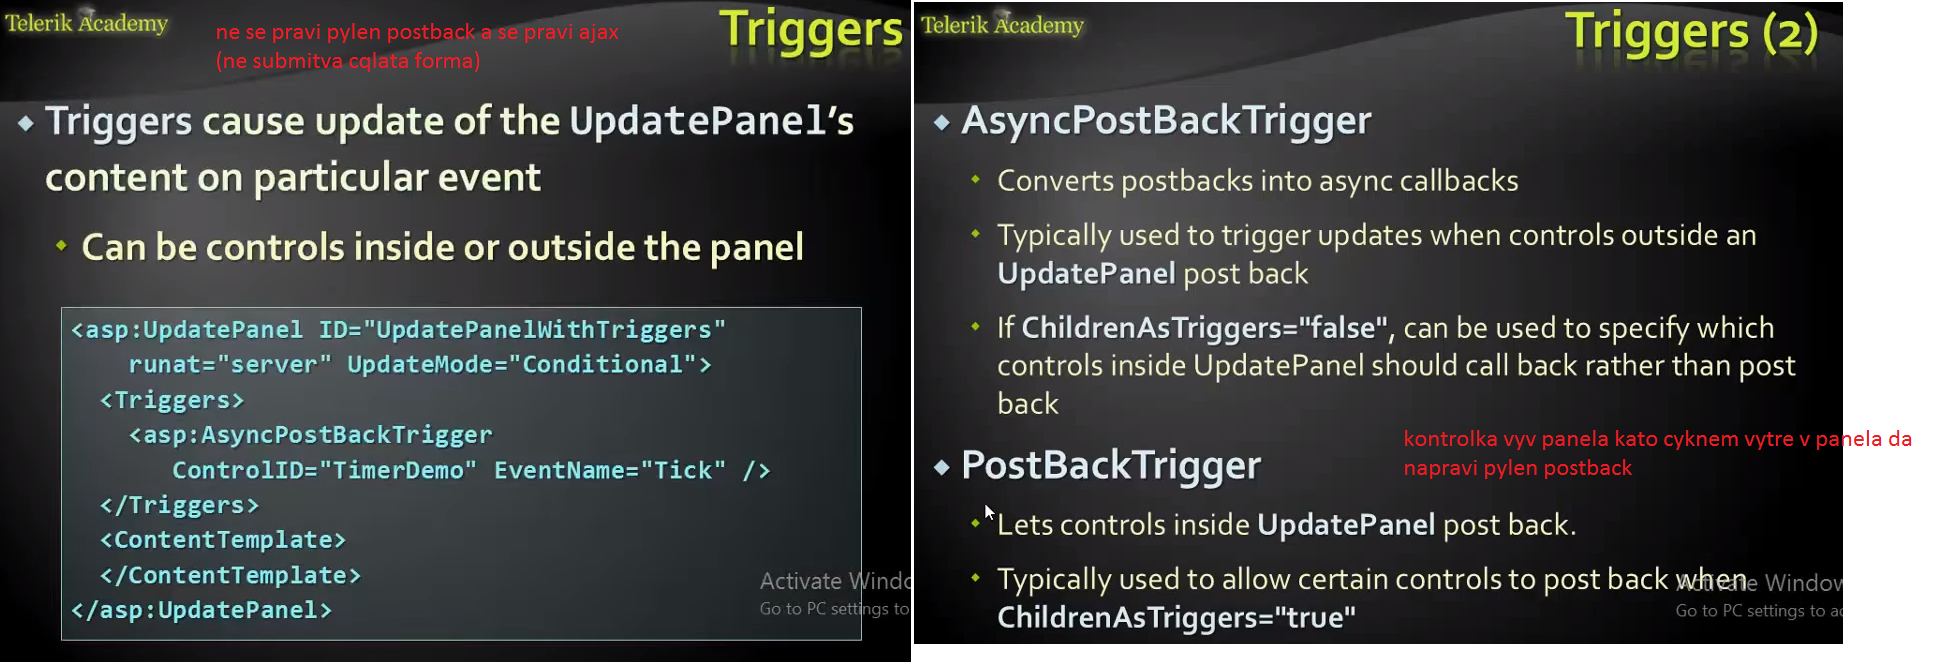 Telerik Academy
ne se pravi pylen postback a se pravi ajax
(ne submitva cqlata forma)
Triggers
Triggers cause update of the UpdatePanel's
content on particular event
Can be controls inside or outside the panel
<asp:UpdatePanel ID="UpdatePanelWithTriggers"
runat="server" UpdateMode="Conditional">
<Triggers>
<asp:AsyncPostBackTrigger
ControlID="TimerDemo" EventName="Tick" />
</Triggers>
<ContentTemplate>
</ContentTemplate>
</asp:UpdatePanel>
Activate Windo
Go to PC settings to
Telerik Academy
Triggers (2)
AsyncPostBackTrigger
Converts postbacks into async callbacks
Typically used to trigger updates when controls outside an
UpdatePanel post back
If ChildrenAsTriggers="false", can be used to specify which
controls inside UpdatePanel should call back rather than post
back
kontrolka vyv panela kato cyknem vytre v panela da
napravi pylen postback
PostBackTrigger
Lets controls inside UpdatePanel post back.
Typically used to allow certain controls to post back when
ChildrenAsTriggers="true"
Activate Window
Go to PC settings to ac